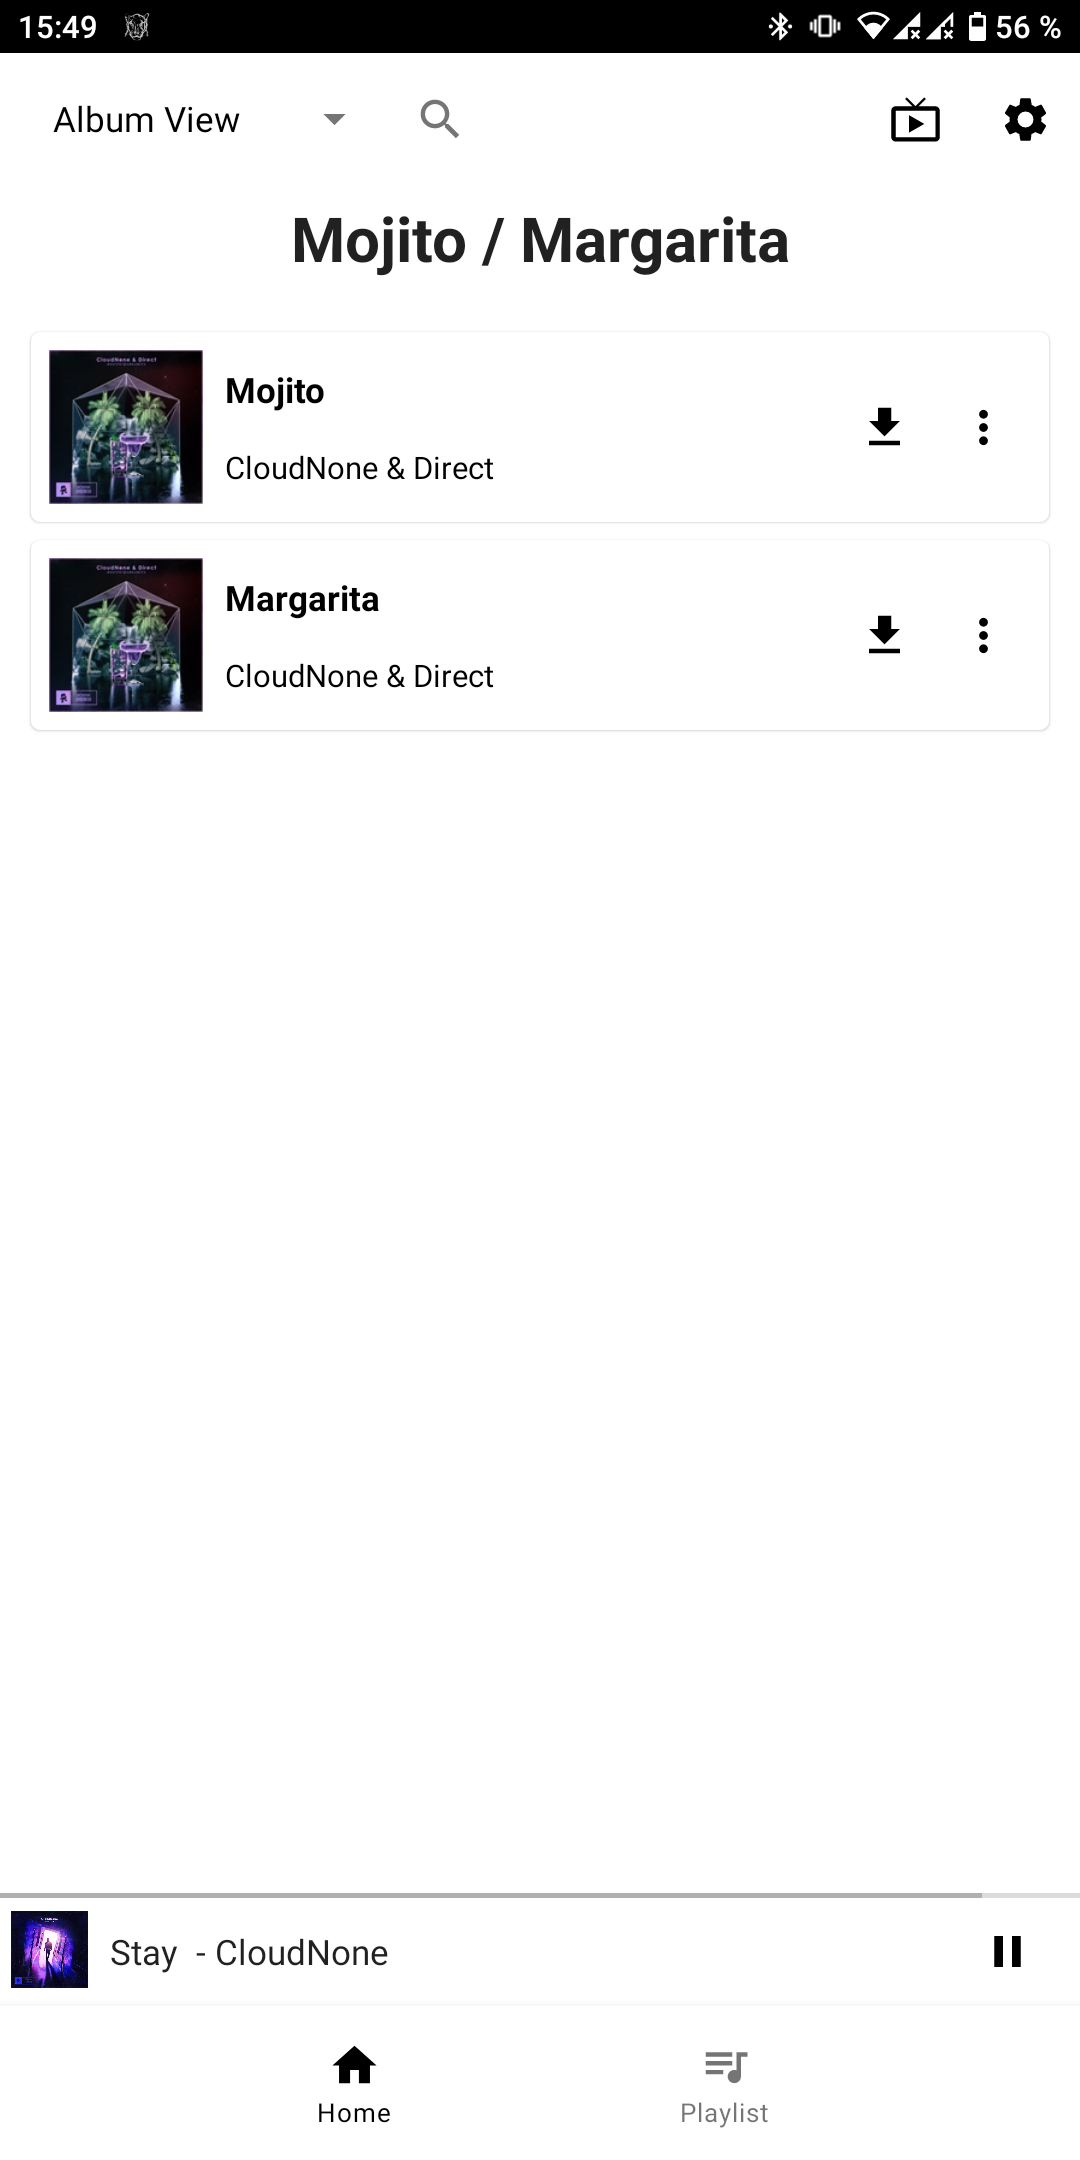 15:49
56 %
Album View
Mojito / Margarita
CloudNone & Direct
Mojito
CloudNone & Direct
CloudNone & Direct
Margarita
CloudNone & Direct
Stay - CloudNone
Home
Playlist